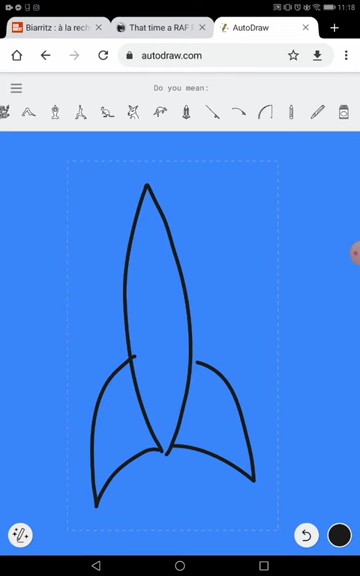 11:18
Biarritz : à la rech
That time a RAF
AutoDraw
autodraw.com
Do you mean: